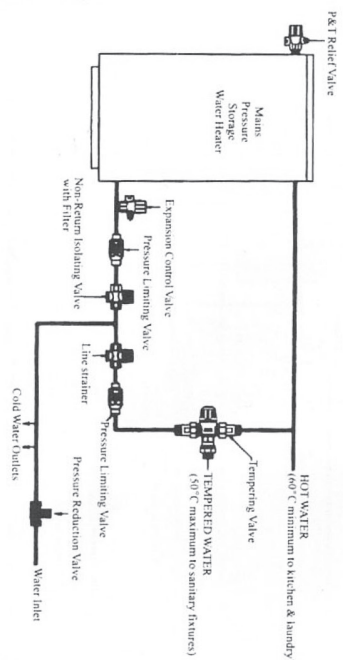 P&T Relief Valve
Mains
Pressure
Storage
Water Heater
HOT WATER
(60°C minimum to kitchen & laundry
Expansion Control Valve
Pressure Limiting Valve
Non-Return Isolating Valve
with Filter
Line strainer
Pressure Limiting Valve
Tempering Valve
TEMPERED WATER
(50°C maximum to sanitary fixtures)
Cold Water Outlets
Pressure Reduction Valve
Water Inlet